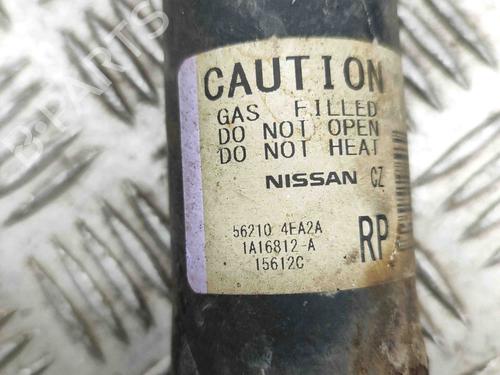 CAUTION
GAS FILLED
DO NOT OPEN
DO NOT HEAT
NISSAN CZ
56210 4EA2A
1A16812-A
15612C
RP